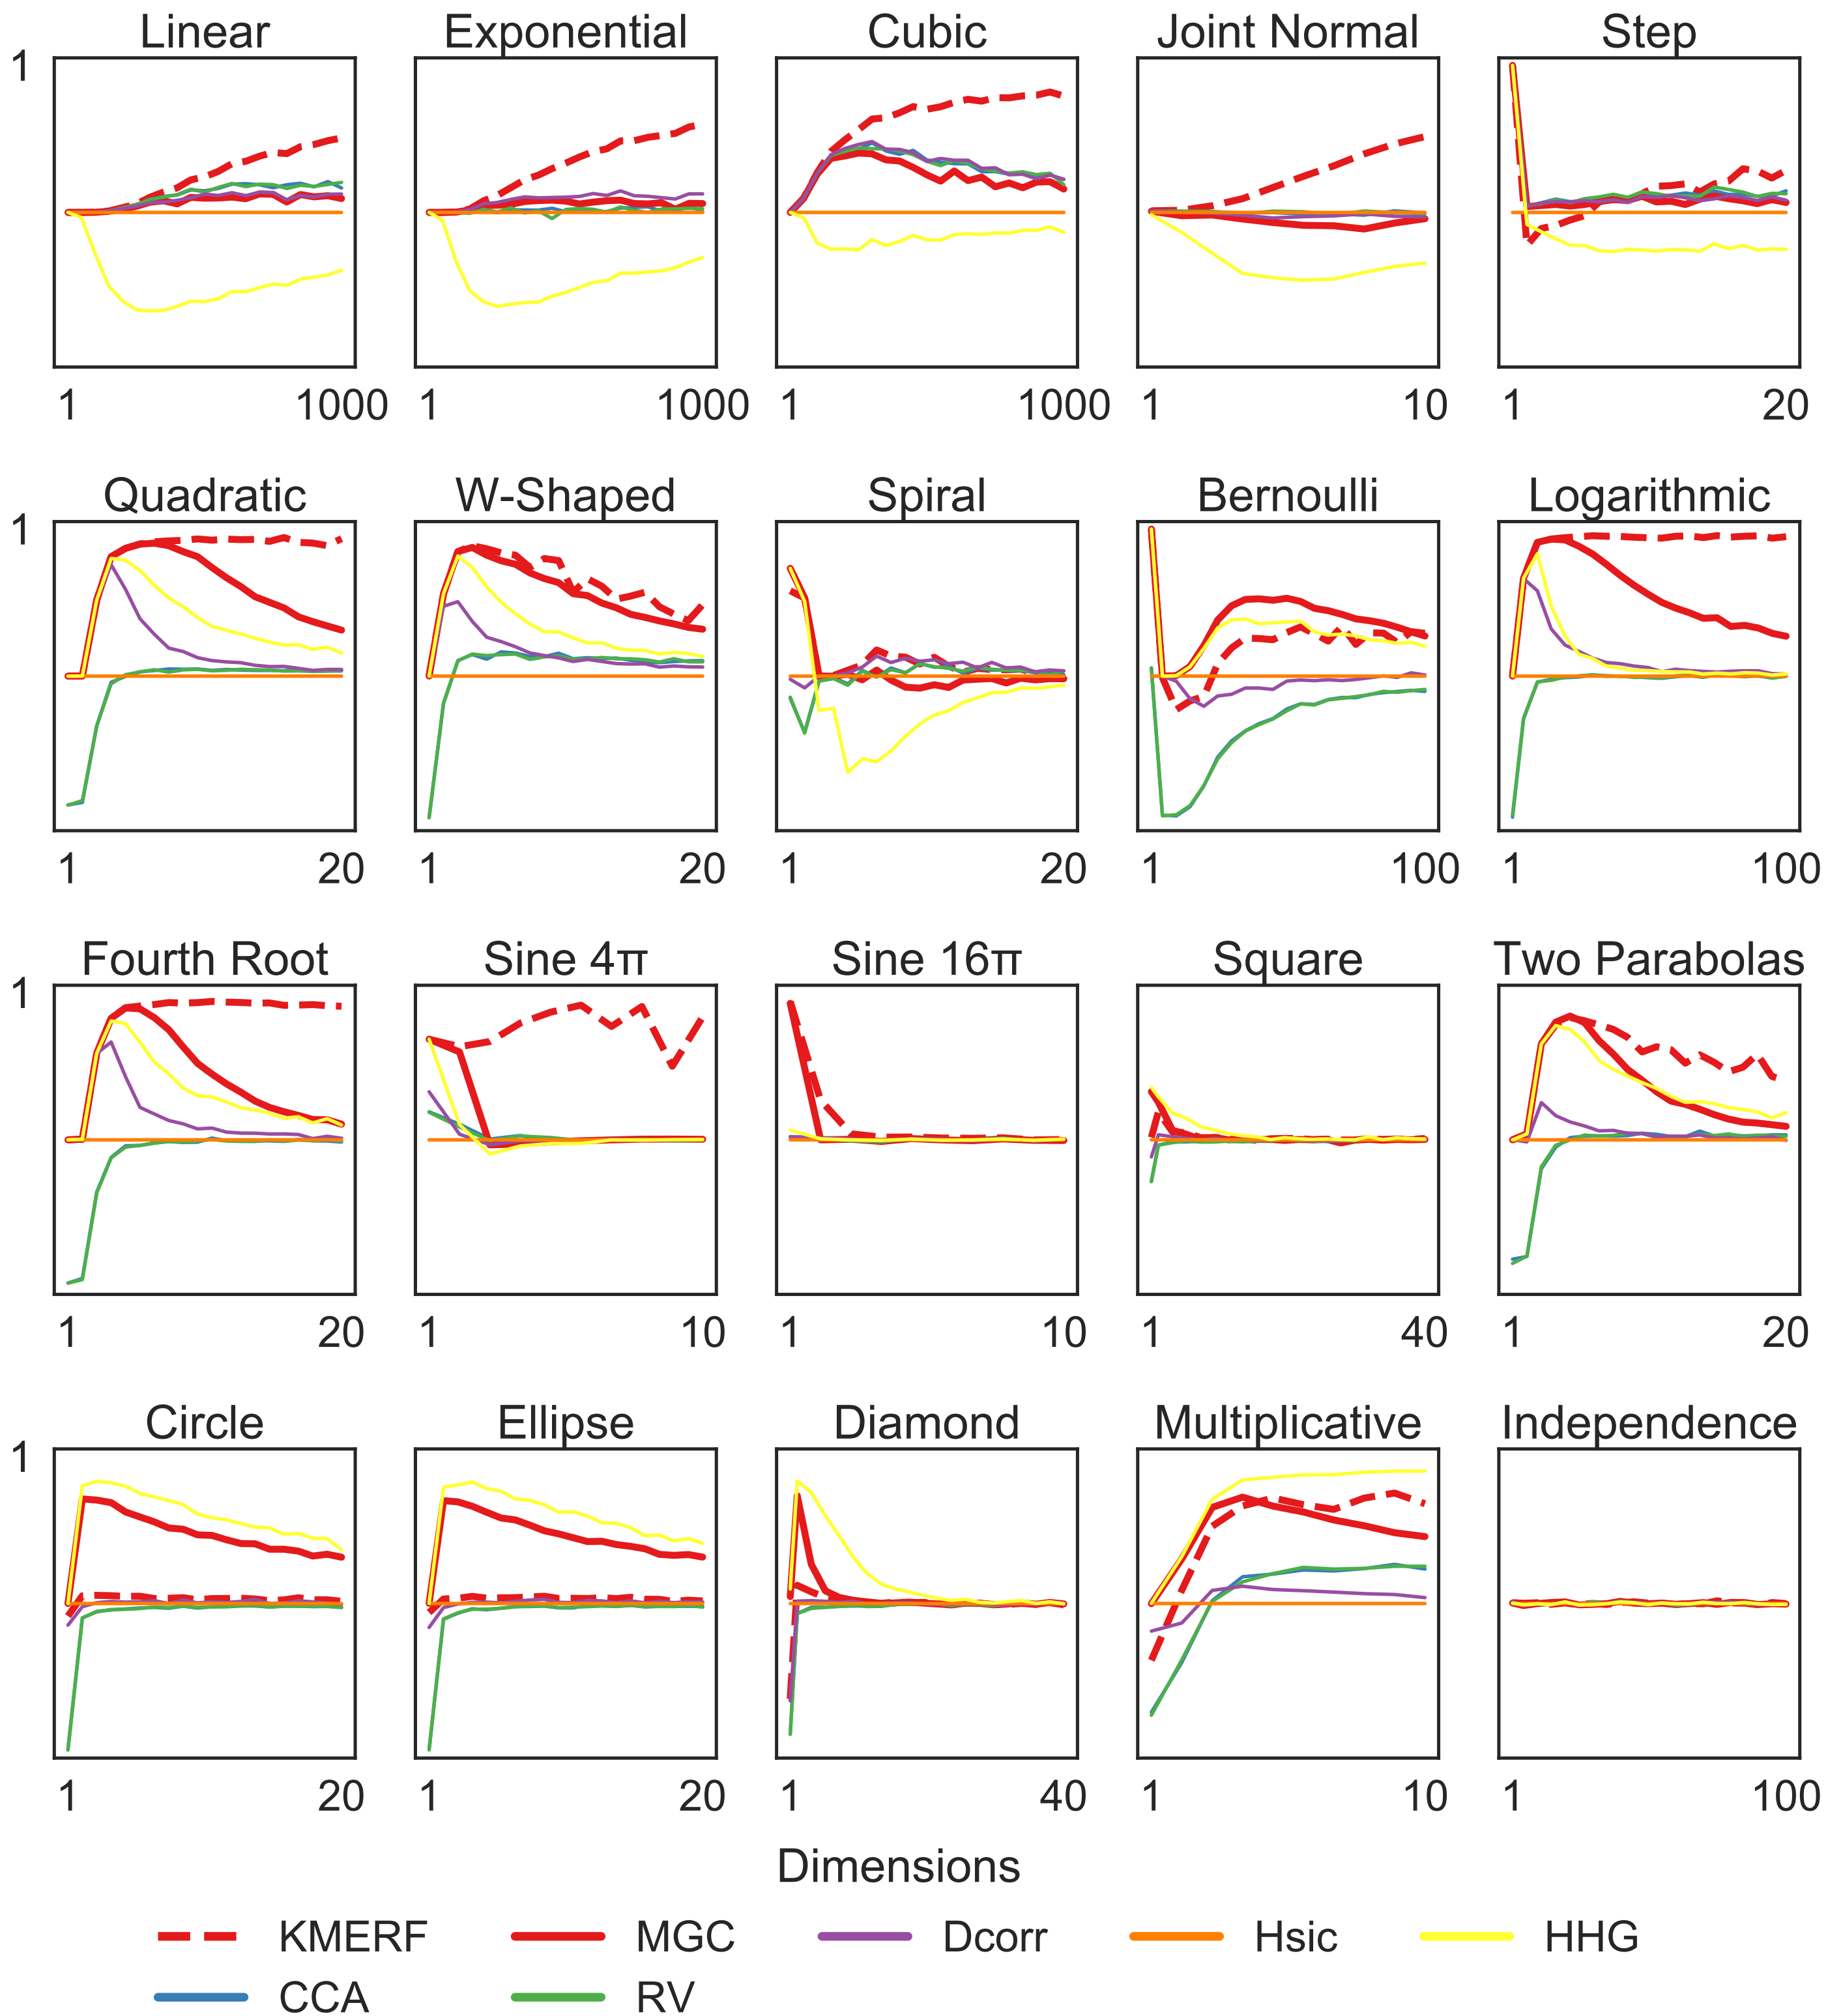 Linear Exponential Cubic Joint Normal Step
1
1 1000 1 1000 1 1000 1 10 1 20
Quadratic W-Shaped Spiral Bernoulli Logarithmic
1
1 20 1 20 1 20 1 100 1 100
Fourth Root Sine 4π Sine 16π Square Two Parabolas
1
1 20 1 10 1 10 1 40 1 20
Circle Ellipse Diamond Multiplicative Independence
1
1 20 1 20 1 40 1 10 1 100
Dimensions
KMERF MGC Dcorr Hsic HHG
CCA RV